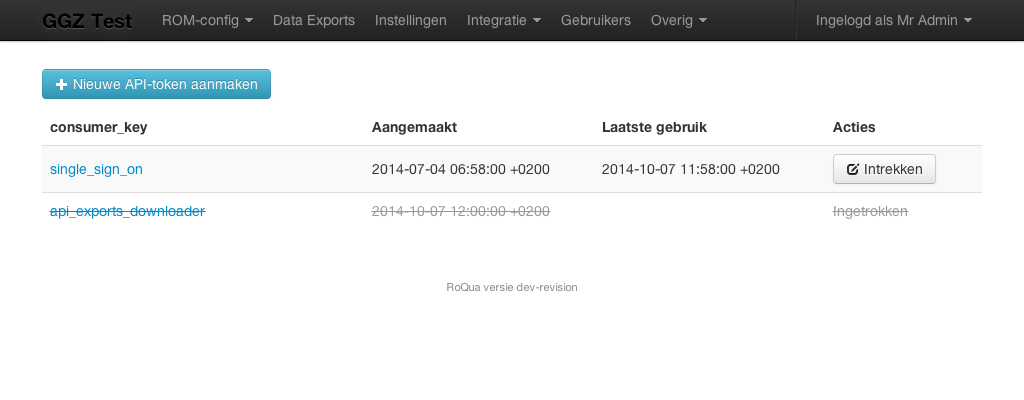 GGZ Test ROM-config Data Exports Instellingen Integratie Gebruikers Overig Ingelogd als Mr Admin
Nieuwe API-token aanmaken
consumer_key Aangemaakt Laatste gebruik Acties
single_sign_on 2014-07-04 06:58:00 +0200 2014-10-07 11:58:00 +0200 Intrekken
api_exports_downloader 2014-10-07 12:00:00 +0200 Ingetrokken
RoQua versie dev-revision